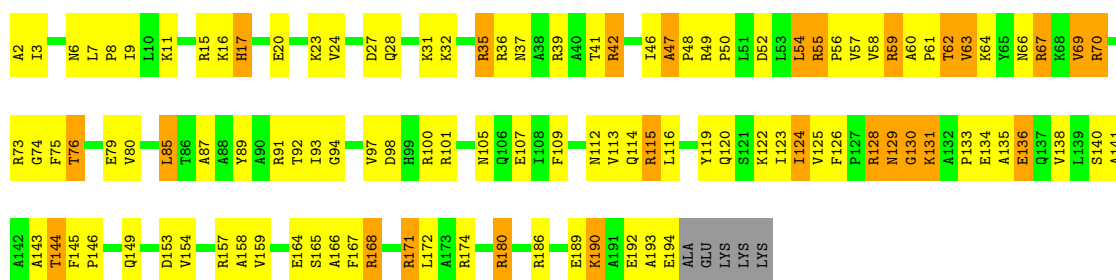 A2 I3 N6 L7 P8 I9 L10 K11 R15 K16 H17 E20 K23 V24 D27 Q28 K31 K32 R35 R36 N37 A38 R39 A40 T41 R42 I46 A47 P48 R49 P50 L51 D52 L53 L54 R55 P56 V57 V58 R59 A60 P61 T62 V63 K64 Y65 N66 R67 K68 V69 R70
R73 G74 F75 T76 E79 V80 L85 T86 A87 A88 Y89 A90 R91 T92 I93 G94 V97 D98 H99 R100 R101 N105 Q106 E107 I108 F109 N112 V113 Q114 R115 L116 Y119 Q120 S121 K122 I123 I124 V125 F126 P127 R128 N129 G130 K131 A132 P133 E134 A135 E136 Q137 V138 L139 S140 A141
A142 A143 T144 F145 P146 Q149 D153 V154 R157 A158 V159 E164 S165 A166 F167 R168 R171 L172 A173 R174 R180 R186 E189 K190 A191 E192 A193 E194 ALA GLU LYS LYS LYS